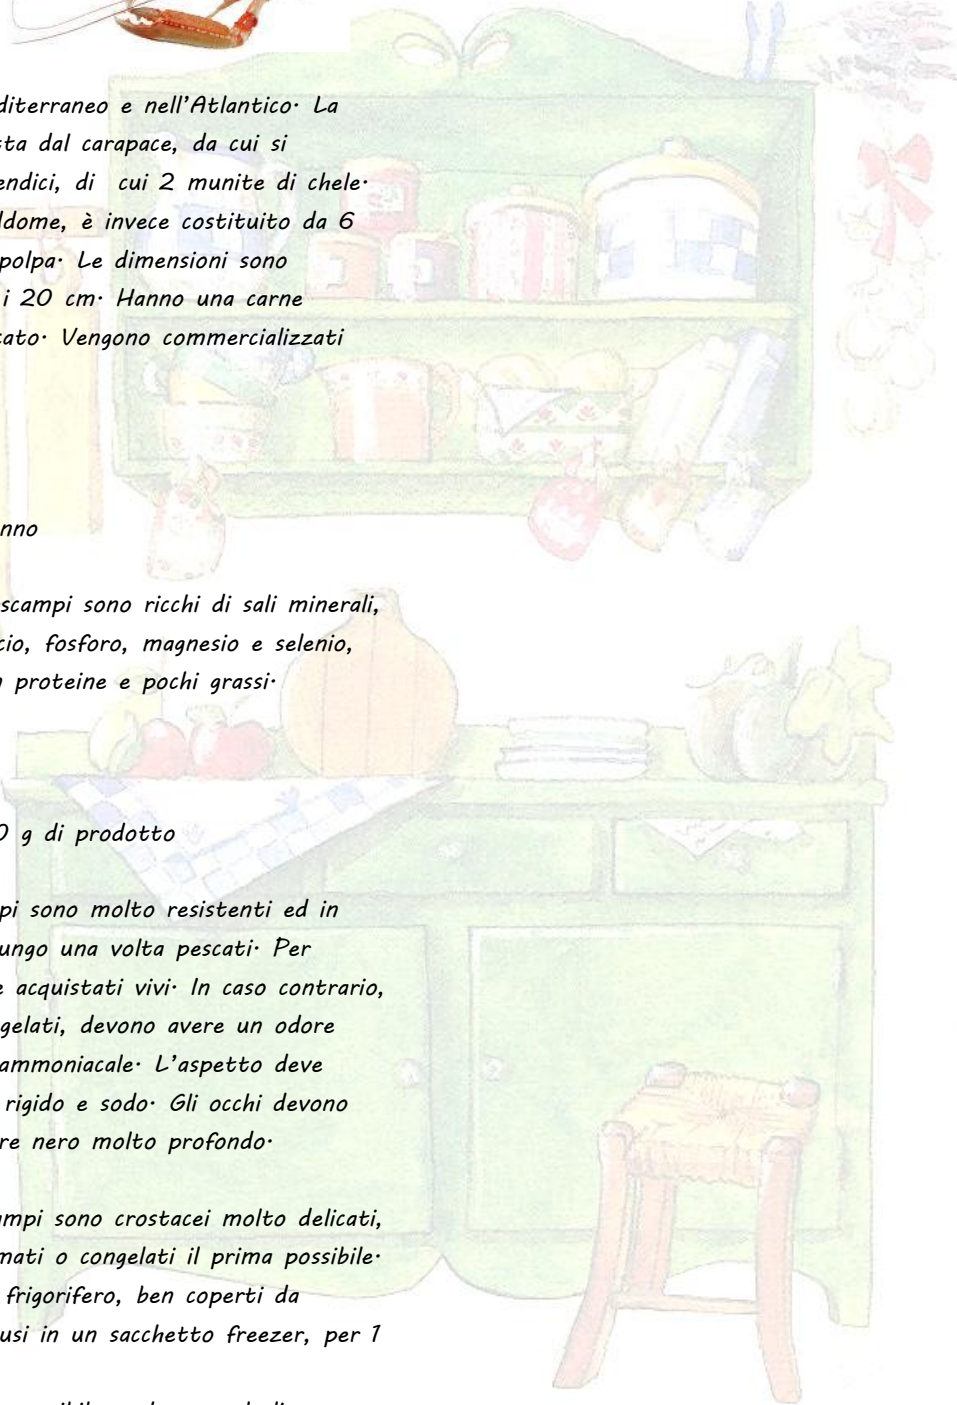 diterraneo e nell'Atlantico· La
sta dal carapace, da cui si
endici, di cui 2 munite di chele·
ldome, è invece costituito da 6
polpa· Le dimensioni sono
i 20 cm· Hanno una carne
cato· Vengono commercializzati
nno
scampi sono ricchi di sali minerali,
cio, fosforo, magnesio e selenio,
n proteine e pochi grassi·
0 g di prodotto
pi sono molto resistenti ed in
ungo una volta pescati· Per
e acquistati vivi· In caso contrario,
gelati, devono avere un odore
ammoniacale· L'aspetto deve
rigido e sodo· Gli occhi devono
re nero molto profondo·
ampi sono crostacei molto delicati,
mati o congelati il prima possibile·
frigorifero, ben coperti da
usi in un sacchetto freezer, per 1